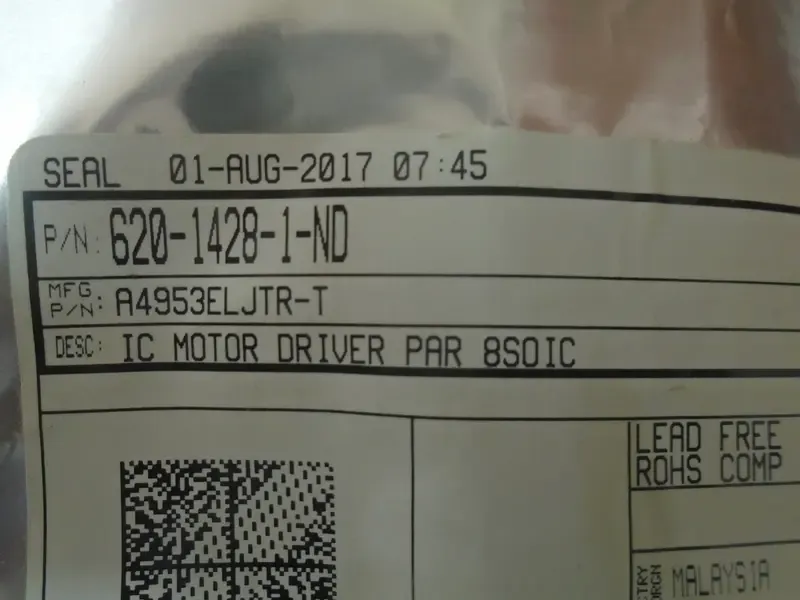 SEAL 01-AUG-2017 07:45
P/N: 620-1428-1-ND
MFG P/N: A4953ELJTR-T
DESC: IC MOTOR DRIVER PAR 8SOIC
LEAD FREE
ROHS COMP
MALAYSIA